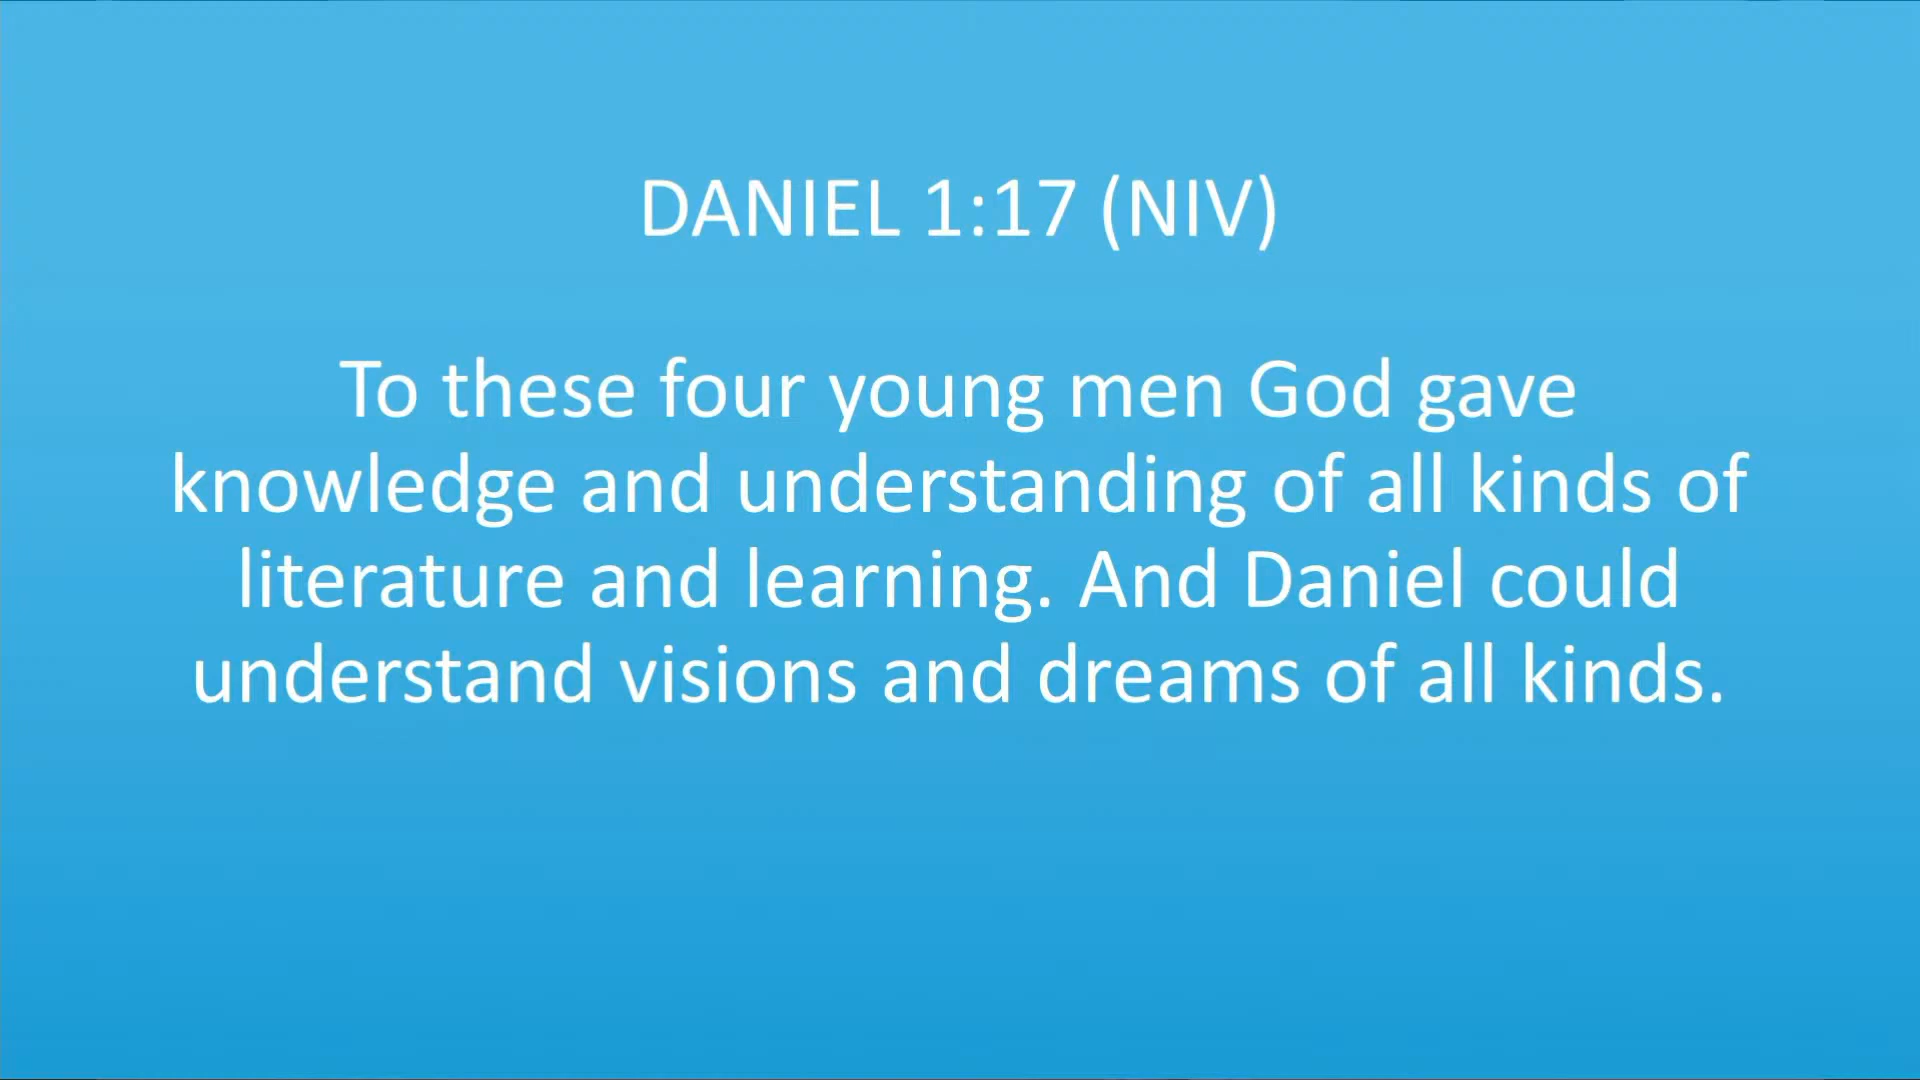 DANIEL 1:17 (NIV)
To these four young men God gave
knowledge and understanding of all kinds of
literature and learning. And Daniel could
understand visions and dreams of all kinds.